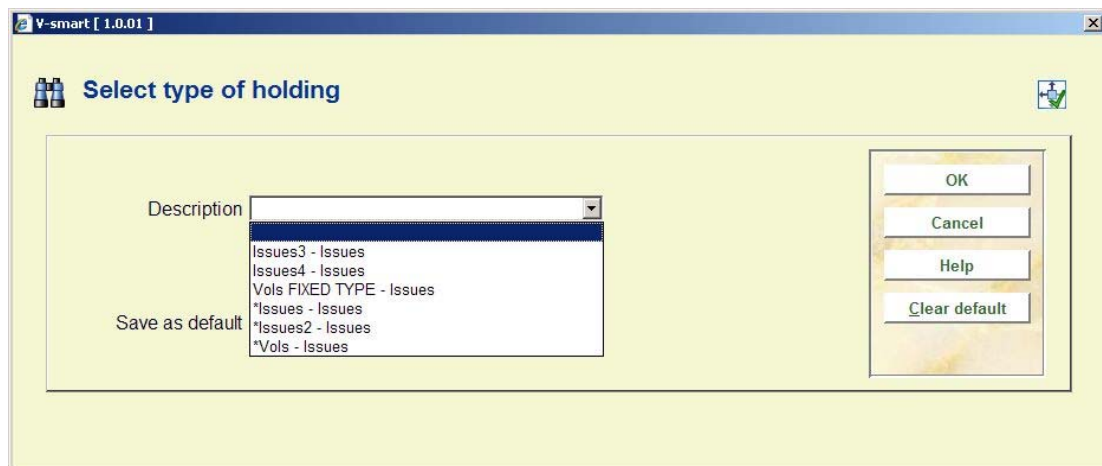 V-smart [ 1.0.01 ]
Select type of holding
Description
Issues3 - Issues
Issues4 - Issues
Vols FIXED TYPE - Issues
*Issues - Issues
*Issues2 - Issues
*Vols - Issues
Save as default
OK
Cancel
Help
Clear default